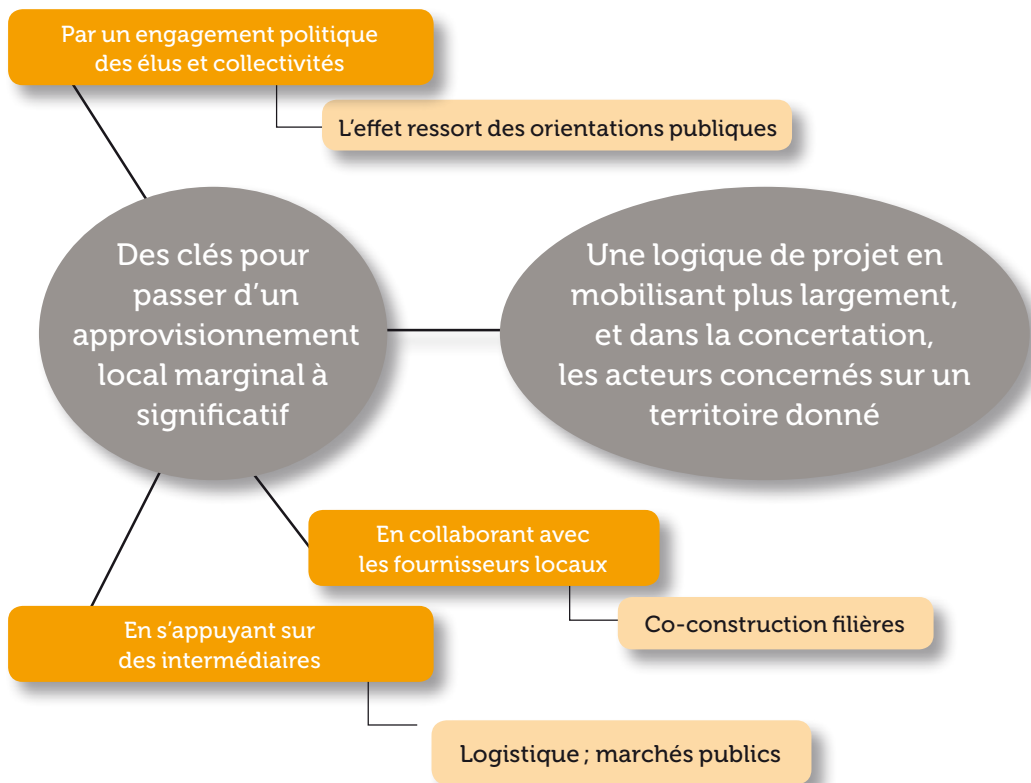 Par un engagement politique
des élus et collectivités
L'effet ressort des orientations publiques
Des clés pour
passer d'un
approvisionnement
local marginal à
significatif
Une logique de projet en
mobilisant plus largement,
et dans la concertation,
les acteurs concernés sur un
territoire donné
En collaborant avec
les fournisseurs locaux
Co-construction filières
En s'appuyant sur
des intermédiaires
Logistique ; marchés publics